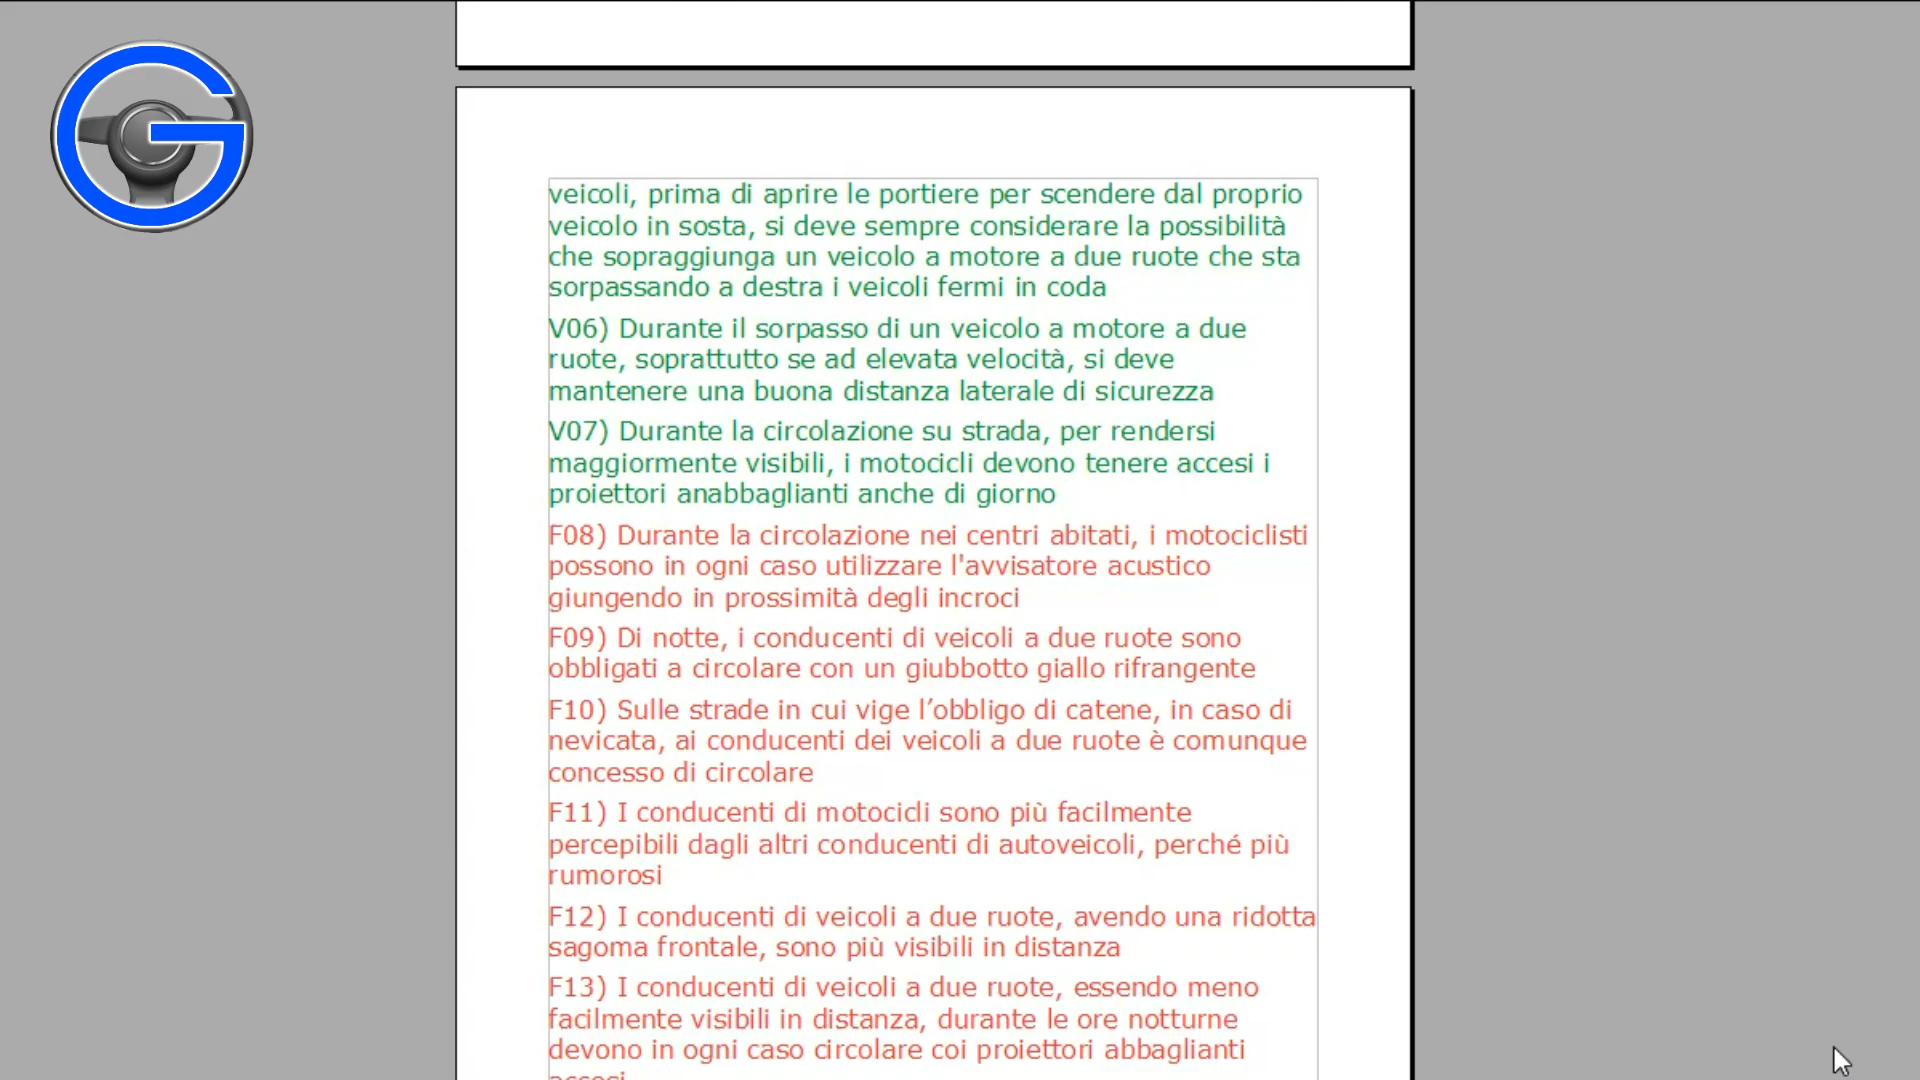 veicoli, prima di aprire le portiere per scendere dal proprio
veicolo in sosta, si deve sempre considerare la possibilità
che sopraggiunga un veicolo a motore a due ruote che sta
sorpassando a destra i veicoli fermi in coda
V06) Durante il sorpasso di un veicolo a motore a due
ruote, soprattutto se ad elevata velocità, si deve
mantenere una buona distanza laterale di sicurezza
V07) Durante la circolazione su strada, per rendersi
maggiormente visibili, i motocicli devono tenere accesi i
proiettori anabbaglianti anche di giorno
F08) Durante la circolazione nei centri abitati, i motociclisti
possono in ogni caso utilizzare l'avvisatore acustico
giungendo in prossimità degli incroci
F09) Di notte, i conducenti di veicoli a due ruote sono
obbligati a circolare con un giubbotto giallo rifrangente
F10) Sulle strade in cui vige l’obbligo di catene, in caso di
nevicata, ai conducenti dei veicoli a due ruote è comunque
concesso di circolare
F11) I conducenti di motocicli sono più facilmente
percepibili dagli altri conducenti di autoveicoli, perché più
rumorosi
F12) I conducenti di veicoli a due ruote, avendo una ridotta
sagoma frontale, sono più visibili in distanza
F13) I conducenti di veicoli a due ruote, essendo meno
facilmente visibili in distanza, durante le ore notturne
devono in ogni caso circolare coi proiettori abbaglianti